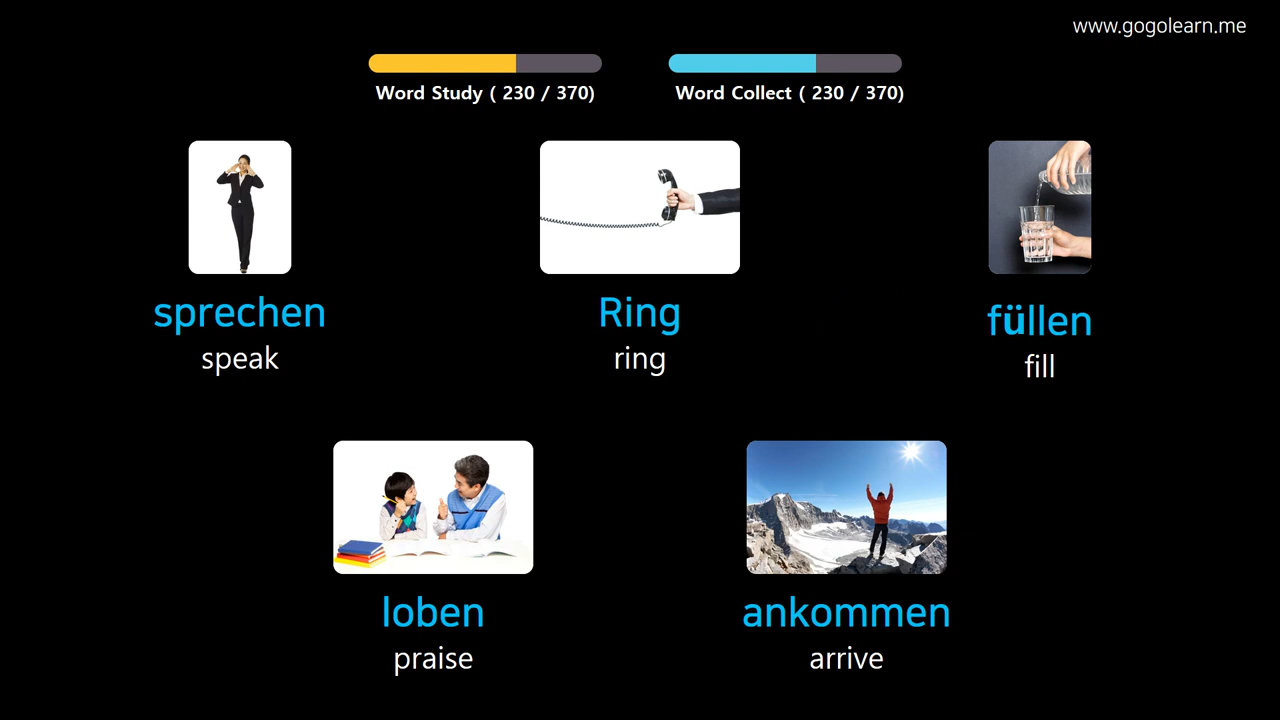 www.gogolearn.me
Word Study ( 230 / 370)
Word Collect ( 230 / 370)
sprechen
speak
Ring
ring
füllen
fill
loben
praise
ankommen
arrive